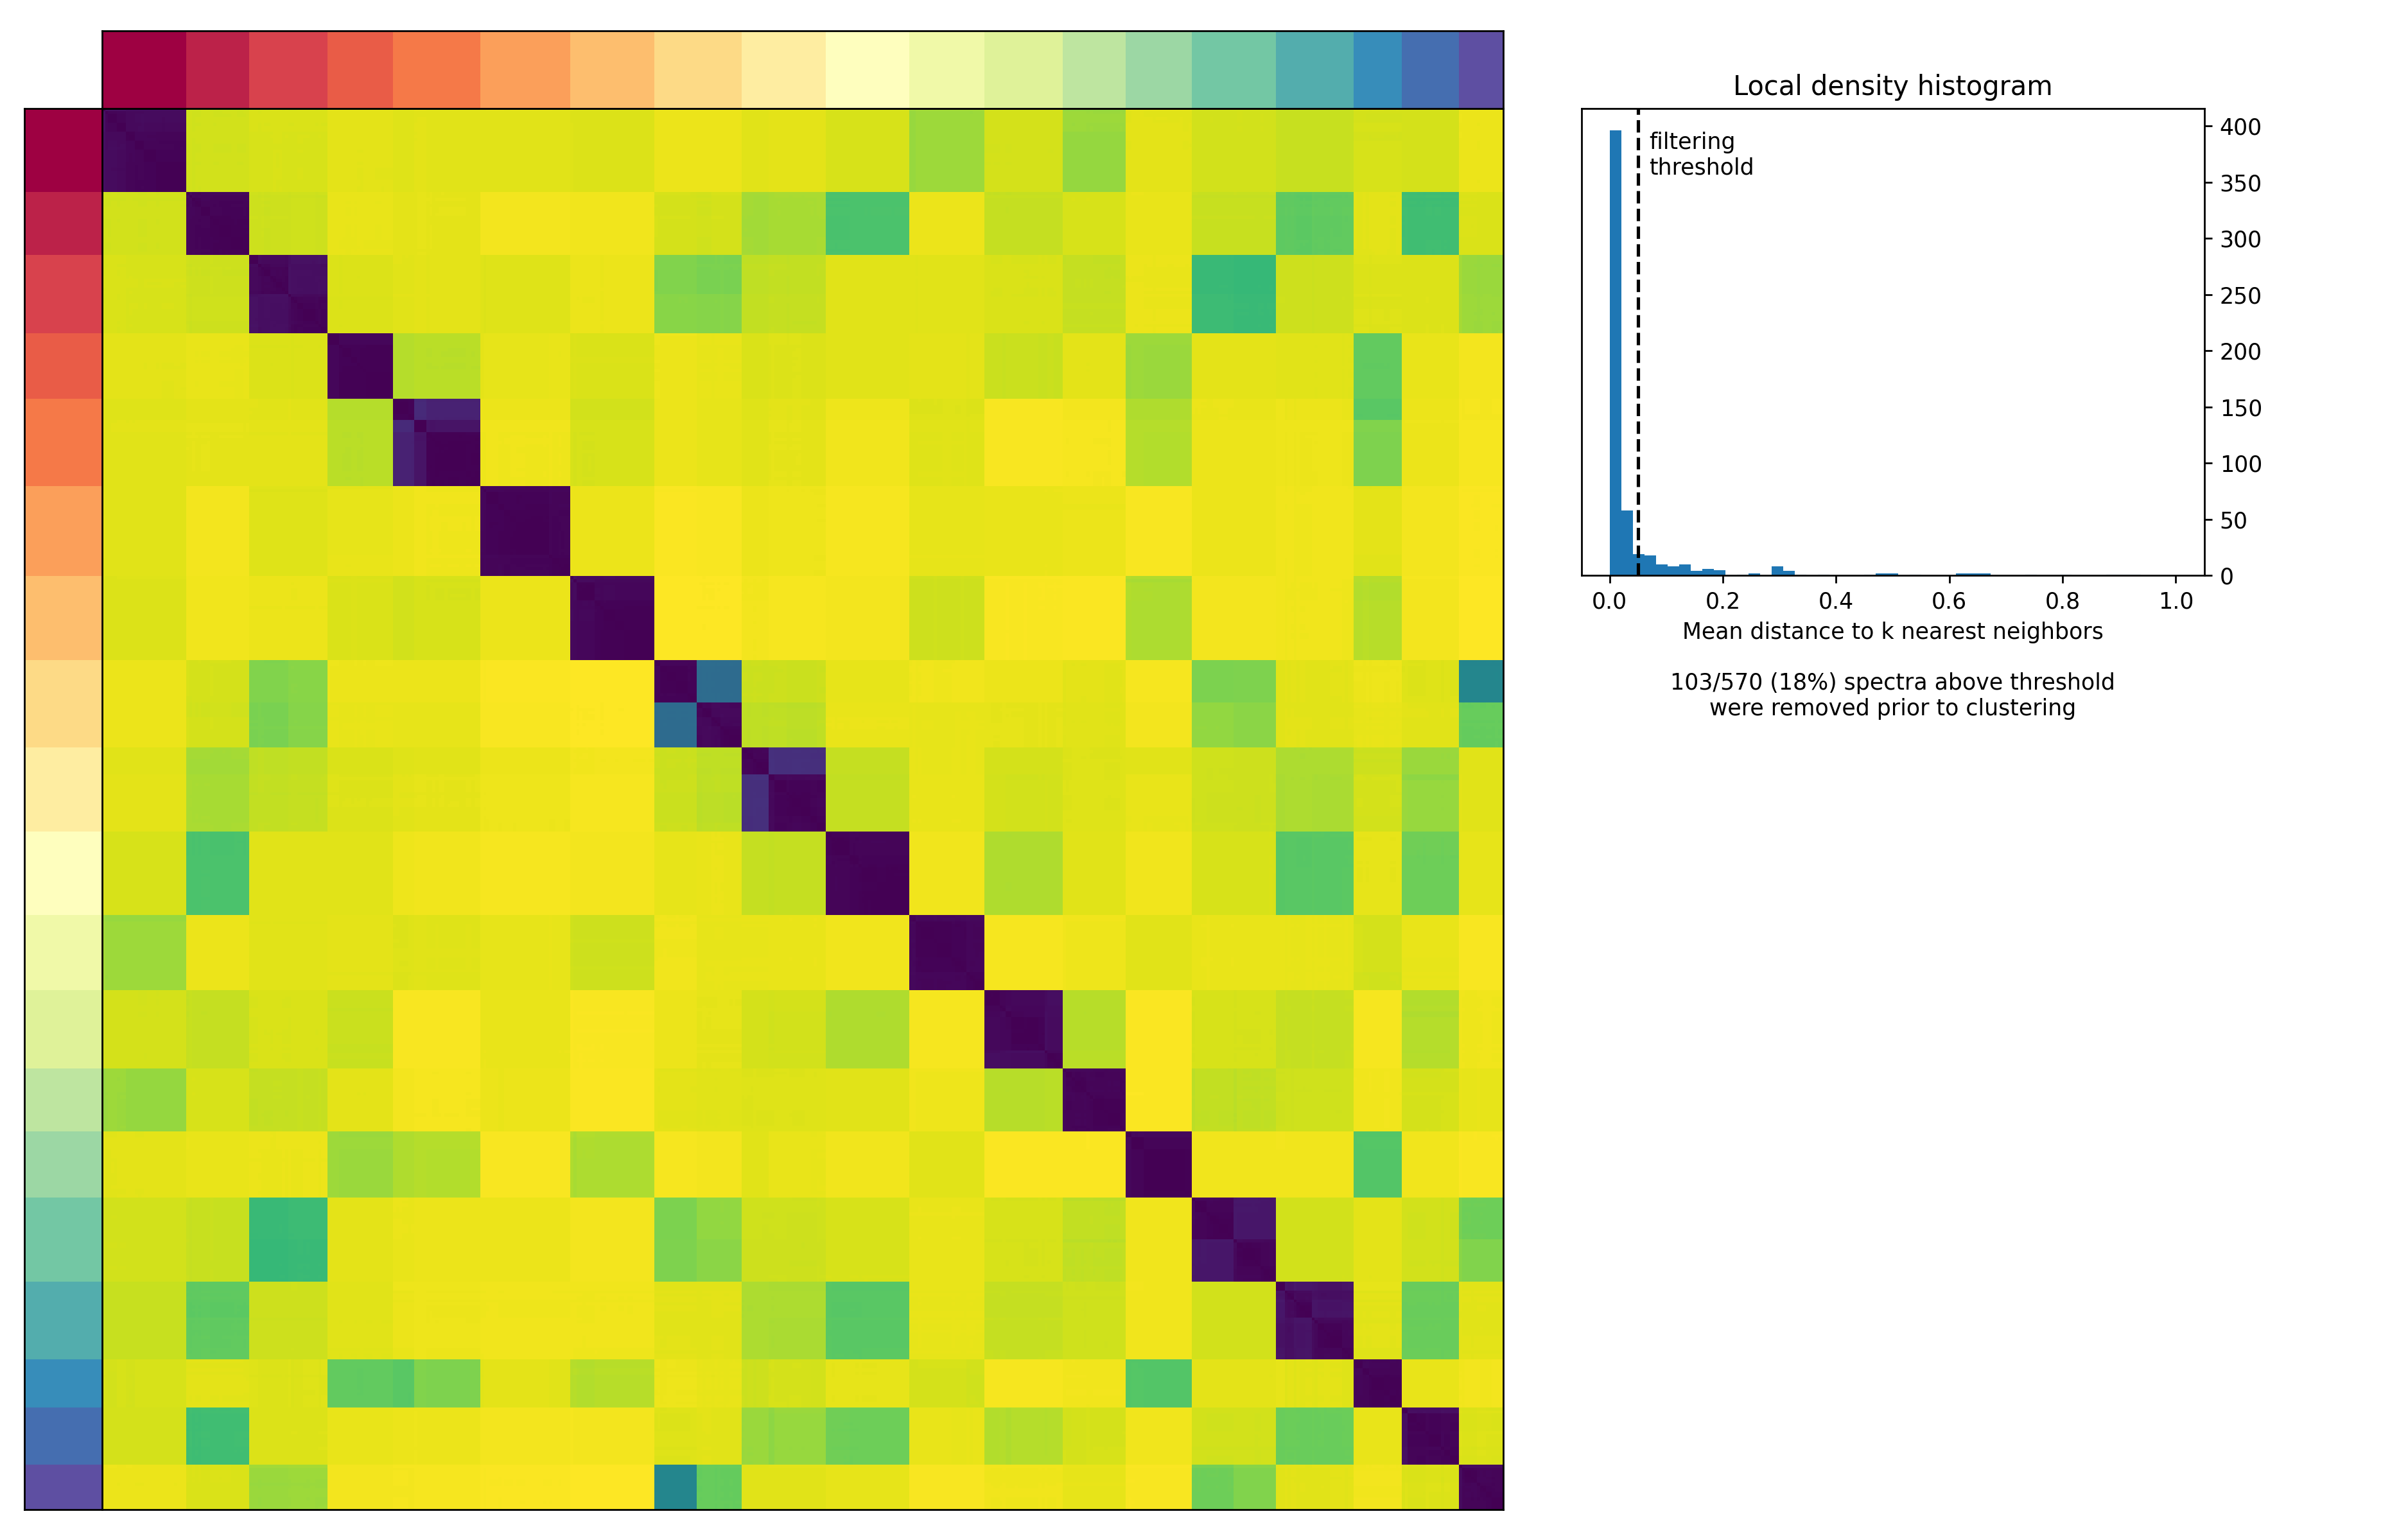 Local density histogram
filtering
threshold
400
350
300
250
200
150
100
50
0
0.0 0.2 0.4 0.6 0.8 1.0
Mean distance to k nearest neighbors
103/570 (18%) spectra above threshold
were removed prior to clustering